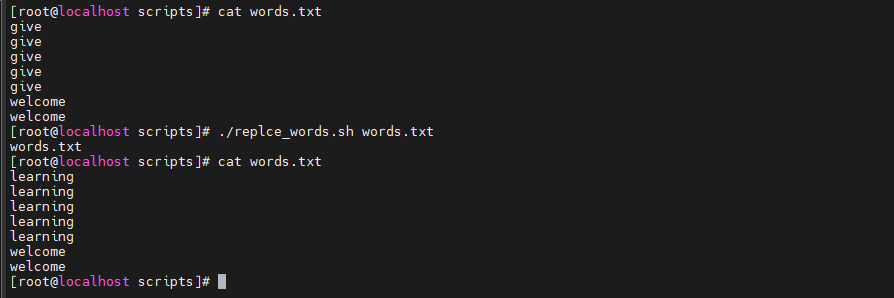 [root@localhost scripts]# cat words.txt
give
give
give
give
give
welcome
welcome
[root@localhost scripts]# ./replce_words.sh words.txt
words.txt
[root@localhost scripts]# cat words.txt
learning
learning
learning
learning
learning
welcome
welcome
[root@localhost scripts]#